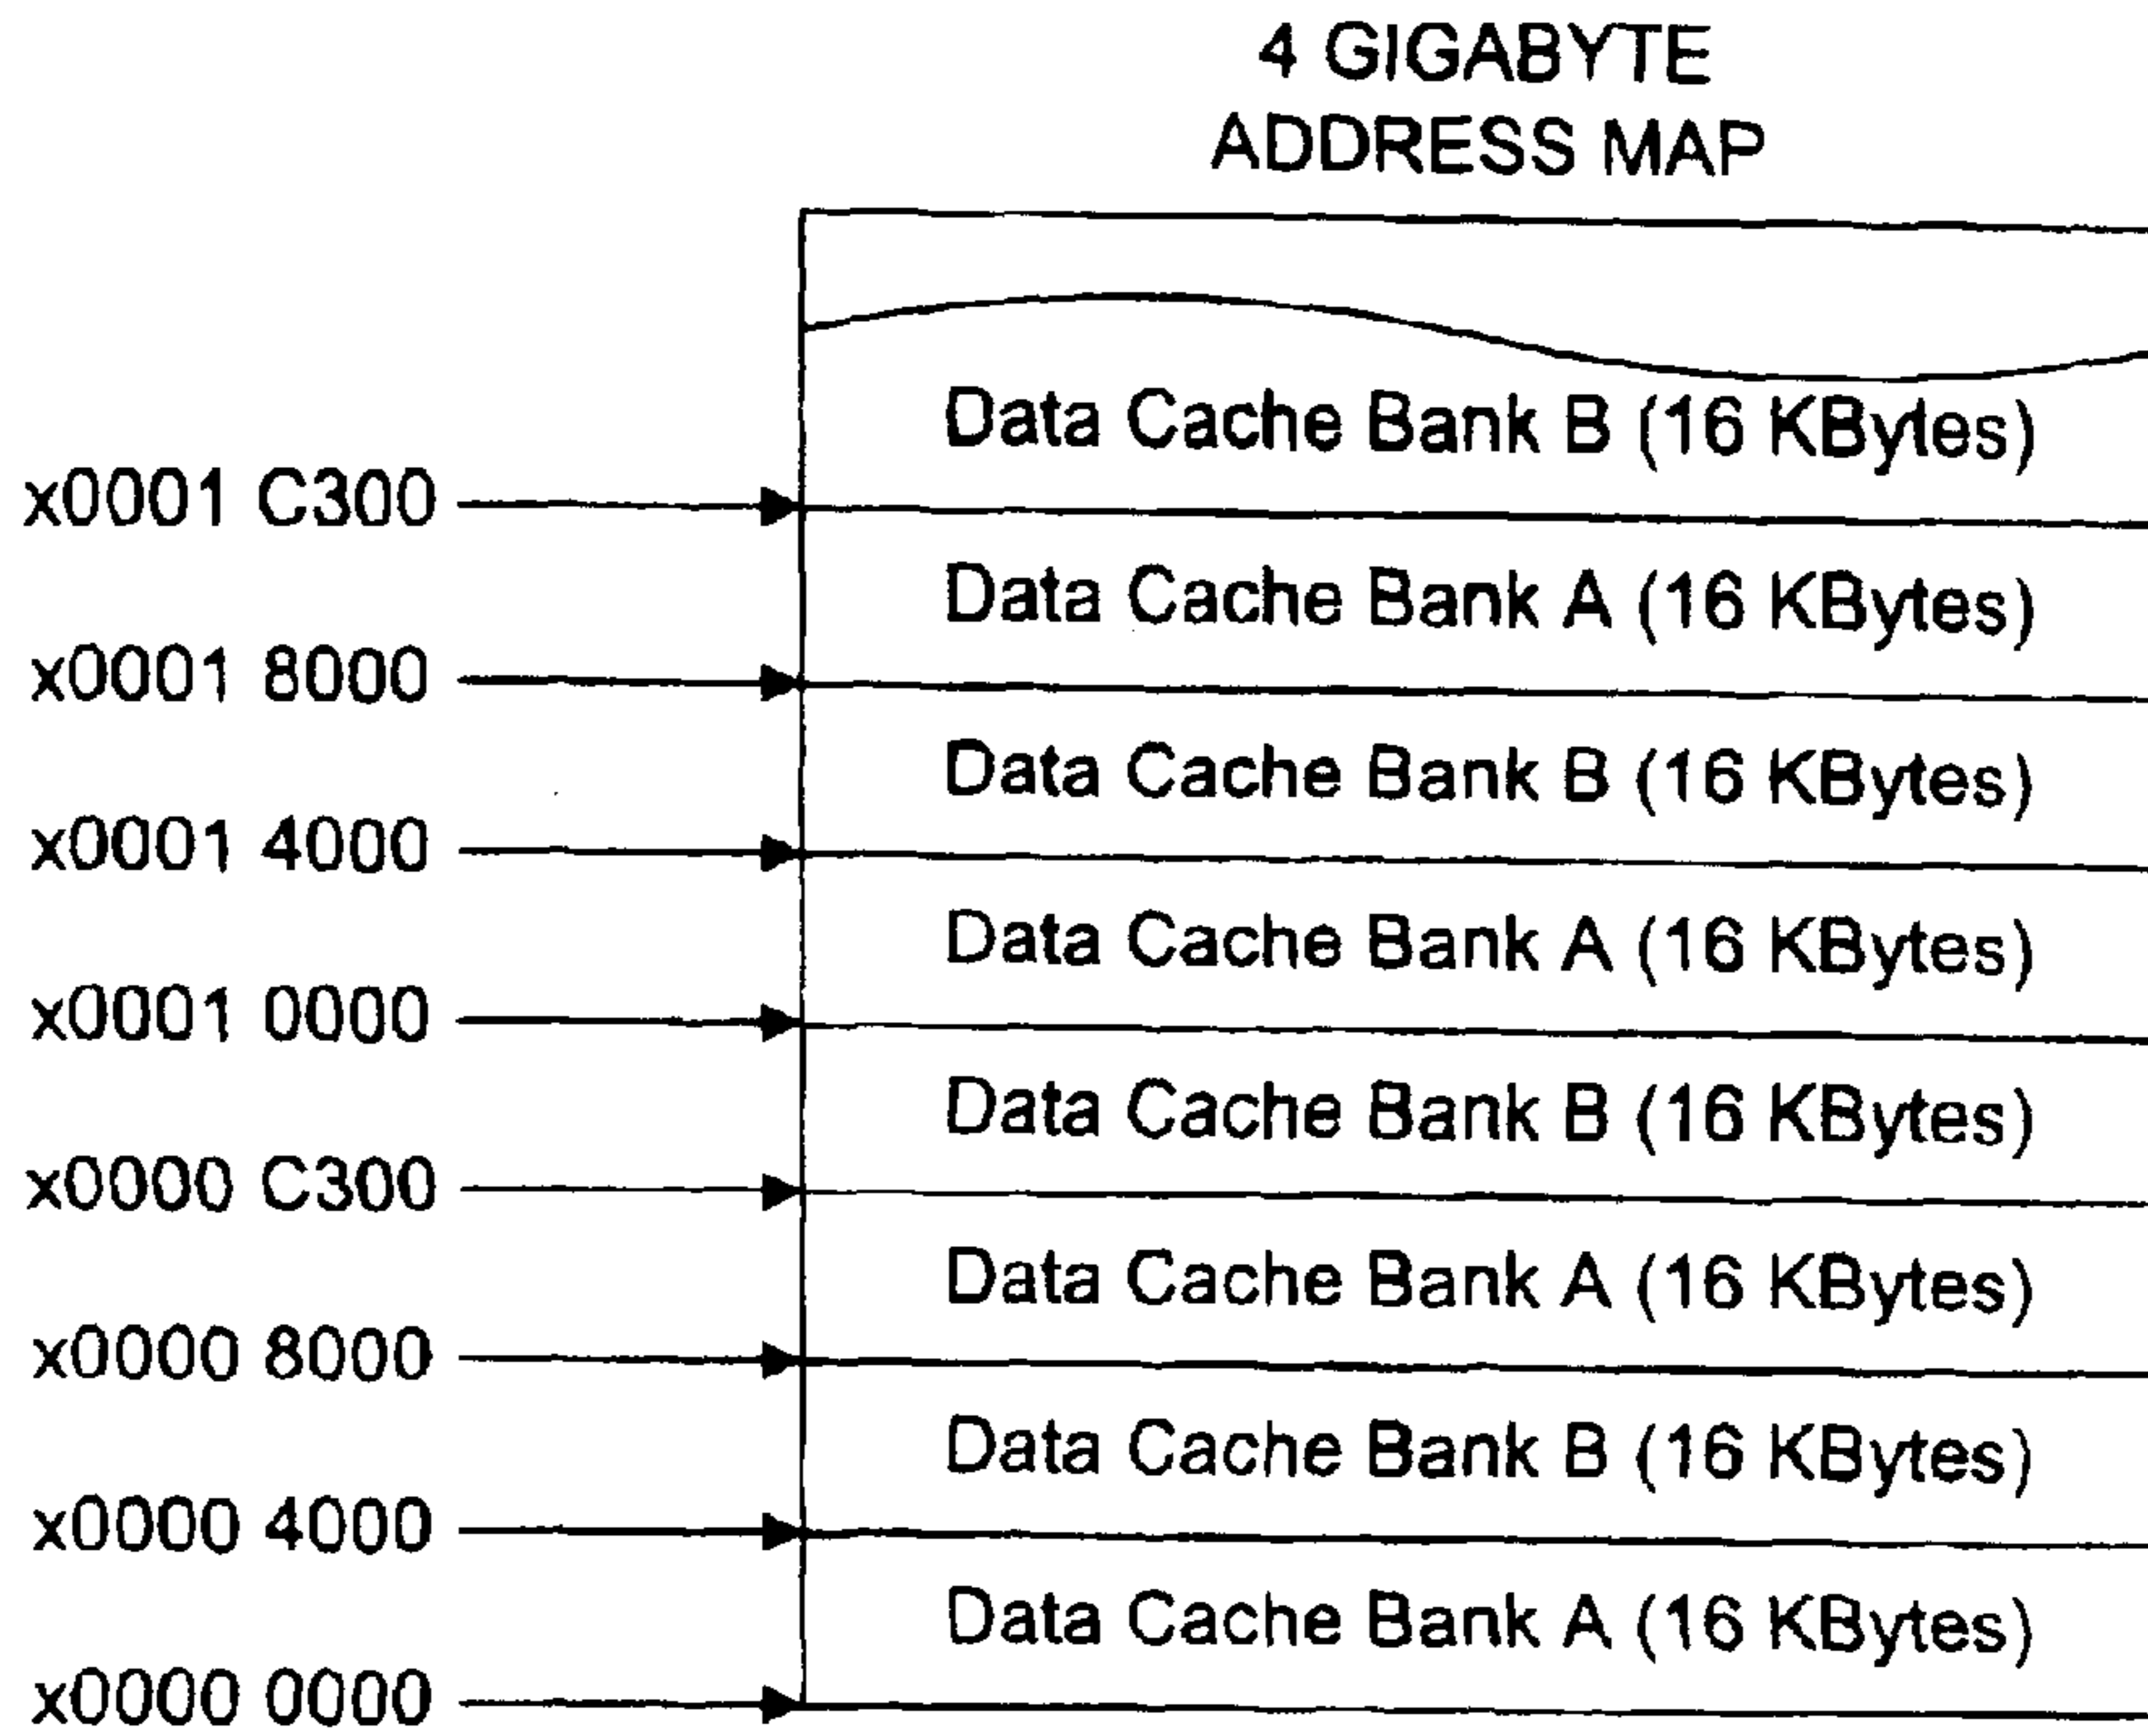 4 GIGABYTE
ADDRESS MAP
Data Cache Bank B (16 KBytes)
x0001 C300
Data Cache Bank A (16 KBytes)
x0001 8000
Data Cache Bank B (16 KBytes)
x0001 4000
Data Cache Bank A (16 KBytes)
x0001 0000
Data Cache Bank B (16 KBytes)
x0000 C300
Data Cache Bank A (16 KBytes)
x0000 8000
Data Cache Bank B (16 KBytes)
x0000 4000
Data Cache Bank A (16 KBytes)
x0000 0000